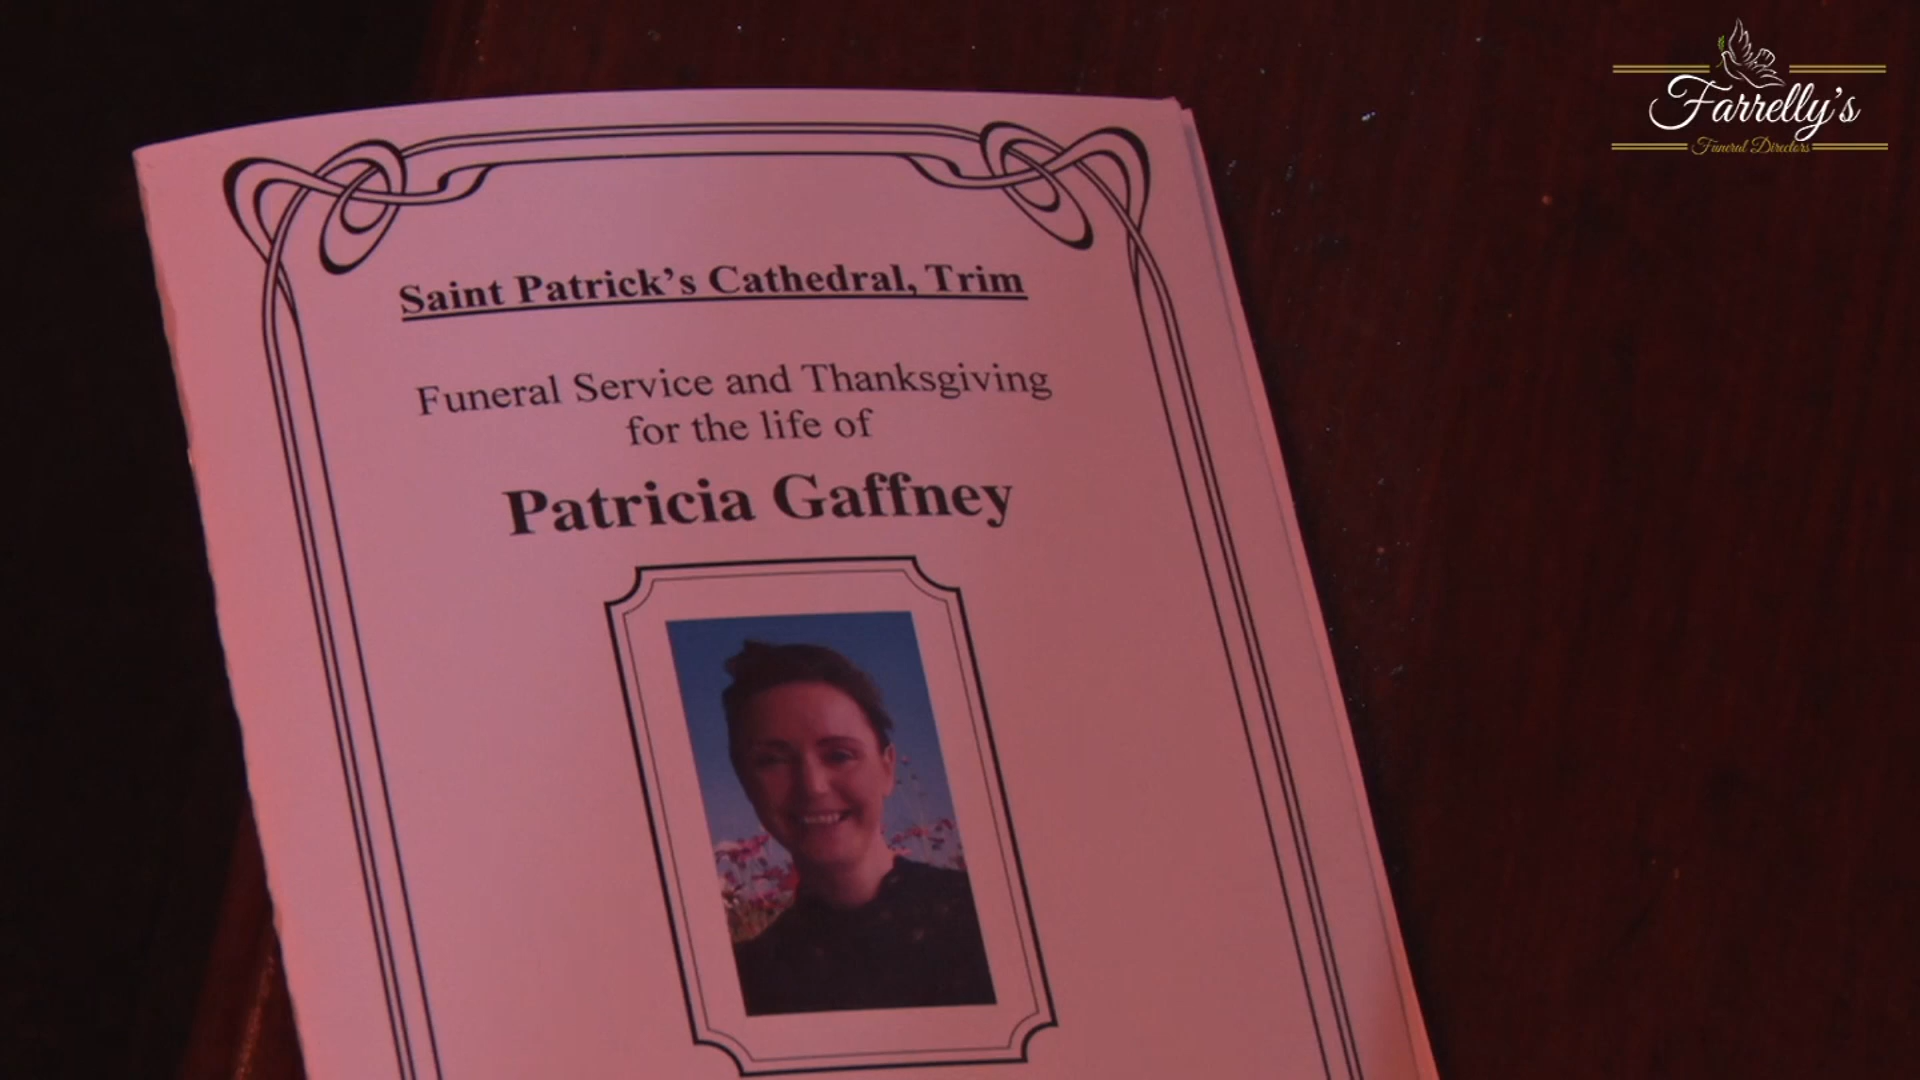 Farrelly's
Funeral Directors
Saint Patrick's Cathedral, Trim
Funeral Service and Thanksgiving
for the life of
Patricia Gaffney